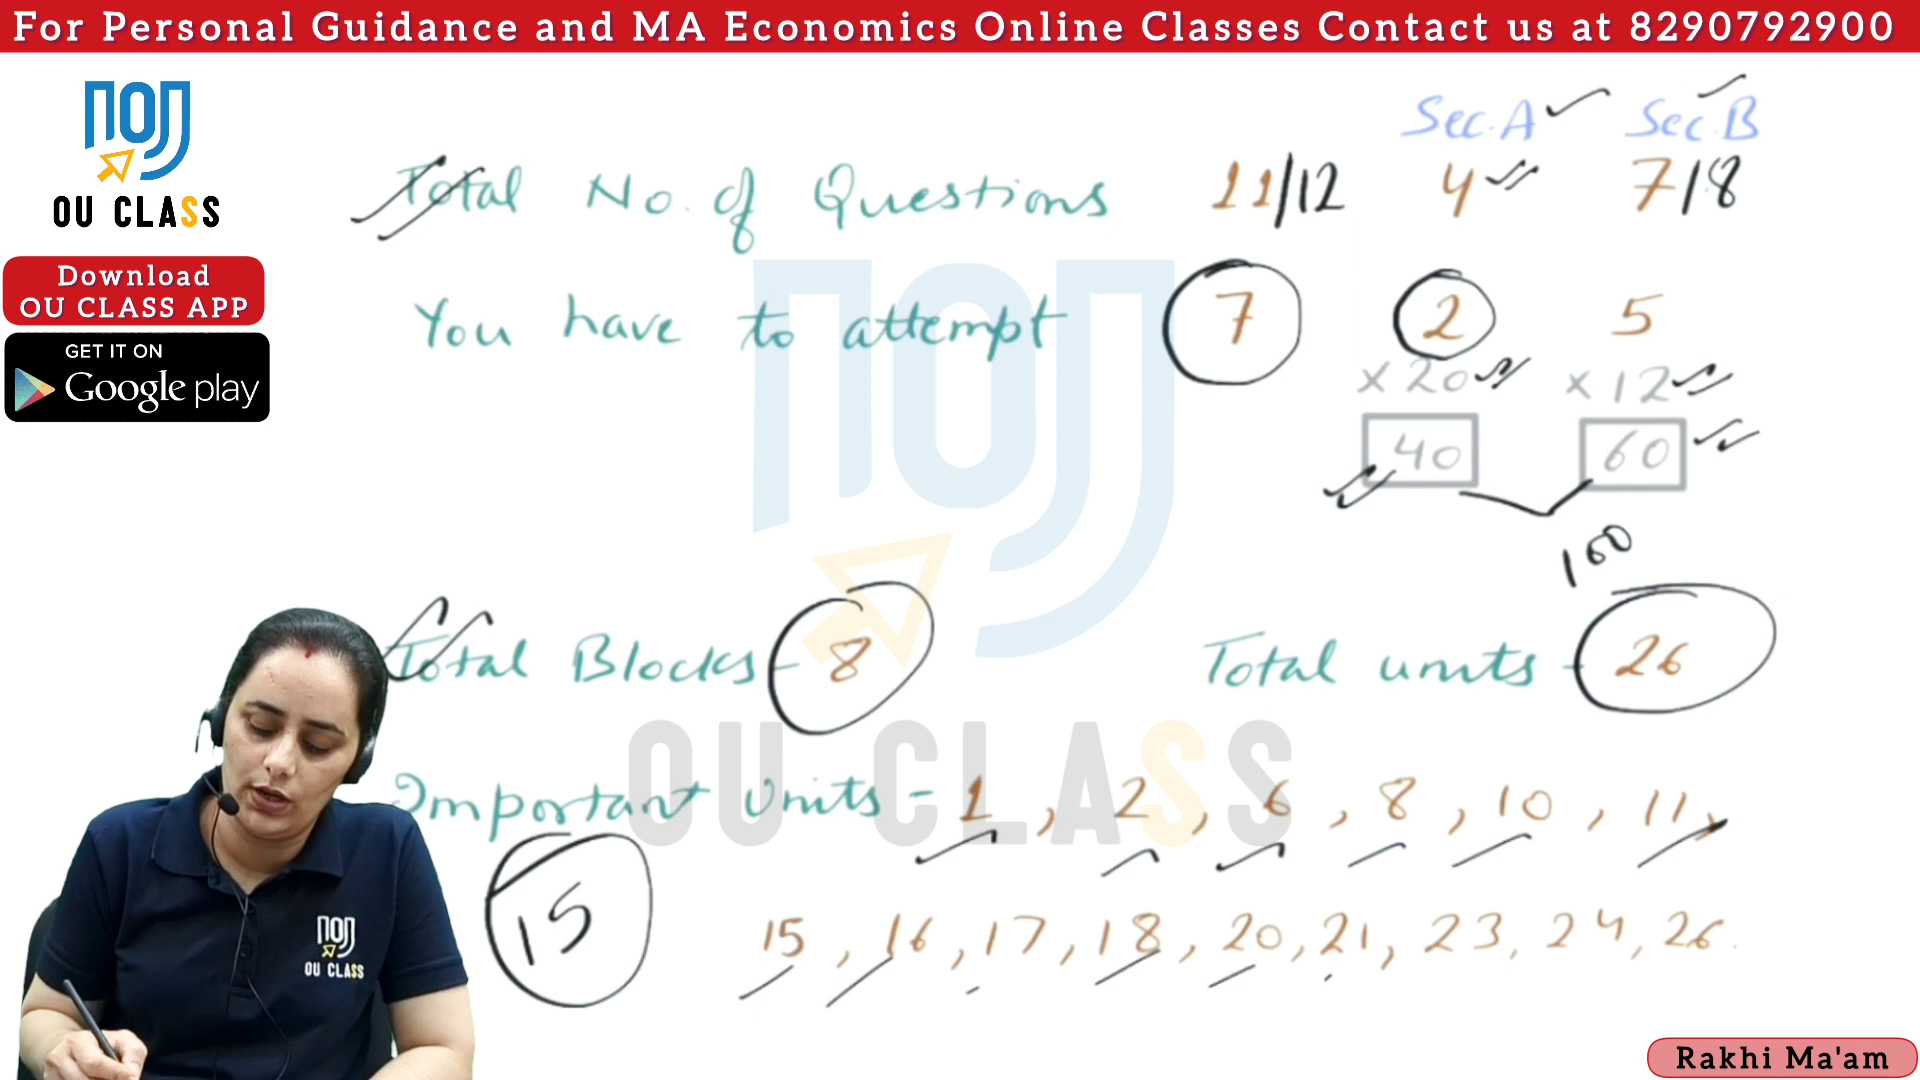 For Personal Guidance and MA Economics Online Classes Contact us at 8290792900
OU CLASS
Download
OU CLASS APP
GET IT ON
Google play
Sec. A Sec. B
Total No. of Questions 11/12 4 7/8
You have to attempt 7 2 5
x 20 x 12
40 60
100
Total Blocks - 8 Total units - 26
OU CLASS
Important Units - 1, 2, 6, 8, 10, 11,
15
15, 16, 17, 18, 20, 21, 23, 24, 26.
OU CLASS
Rakhi Ma'am